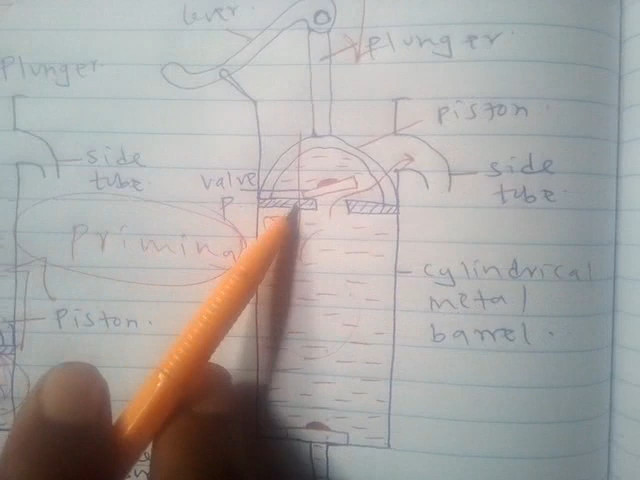 lever.
plunger
plunger.
piston.
side
tube
side
tube.
valve
p
priming
cylindrical
metal
barrel.
piston.